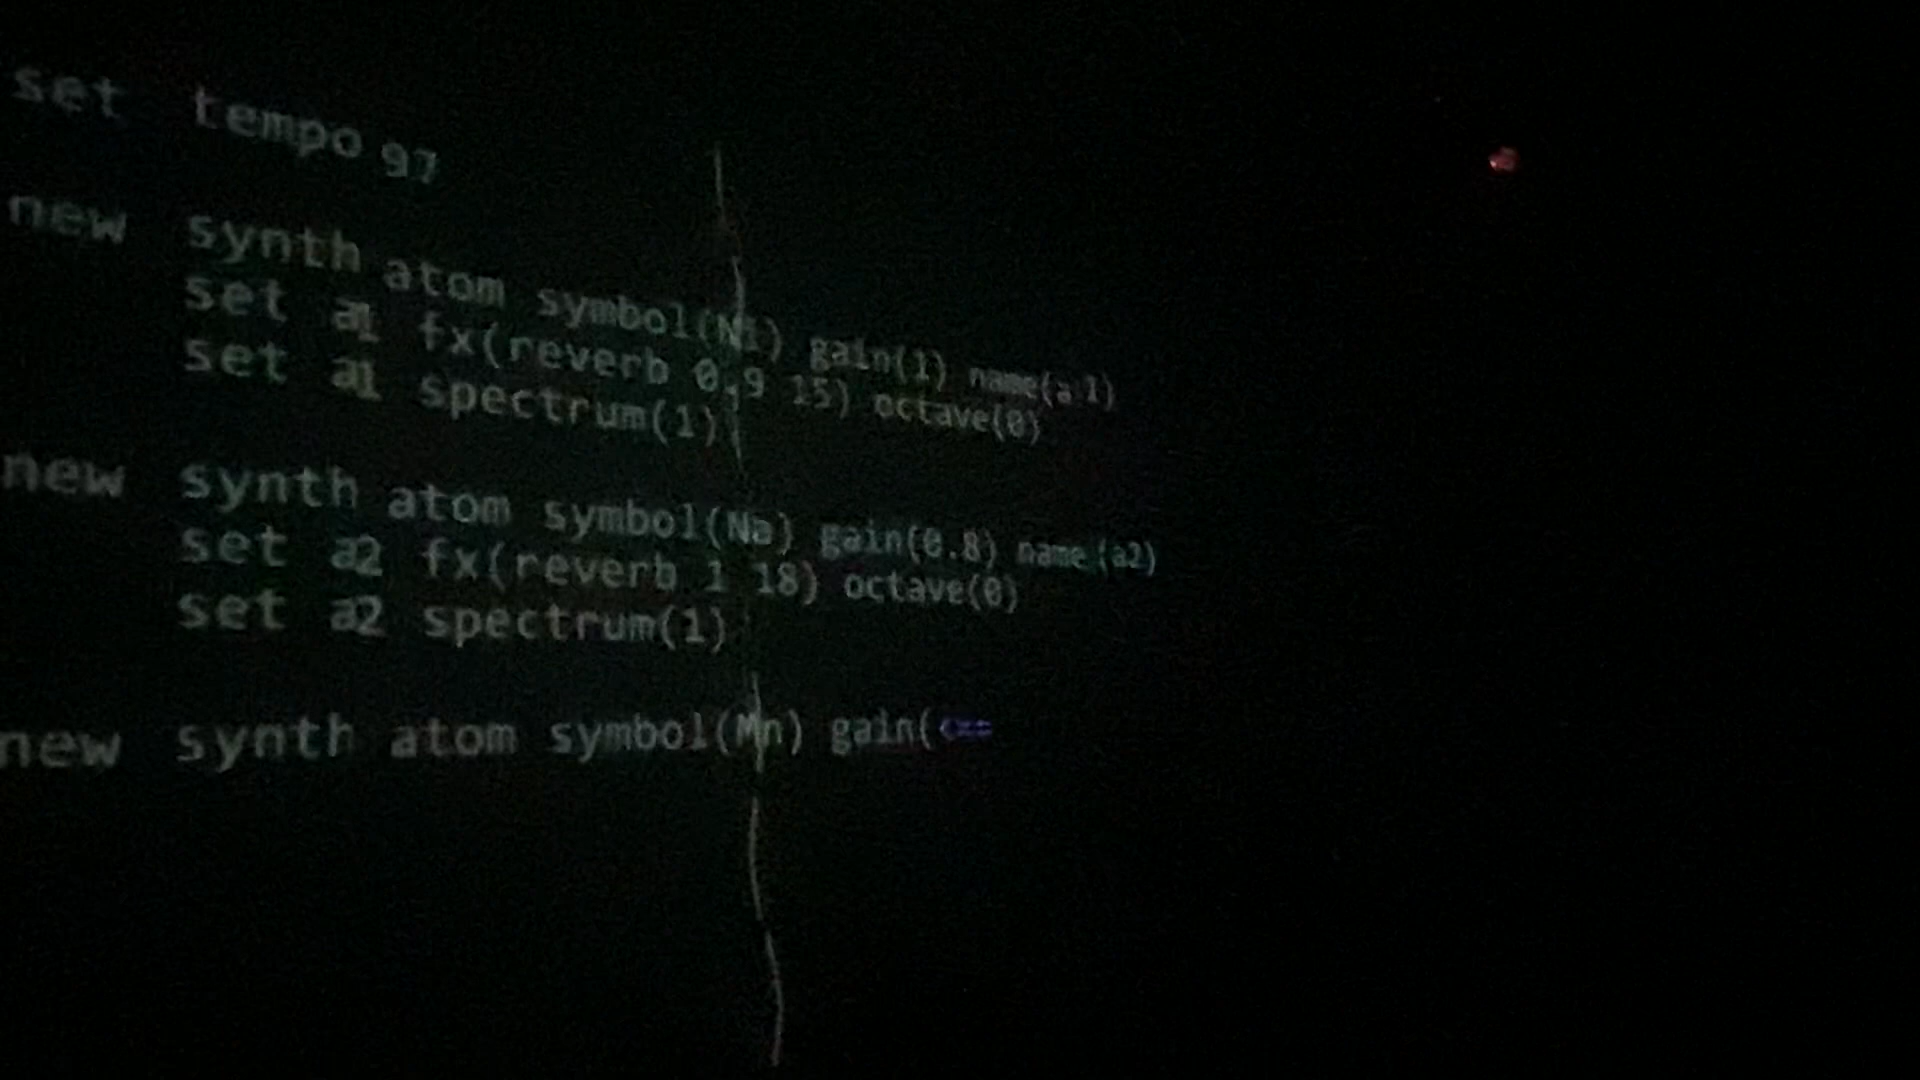 set tempo 97
new synth atom symbol(Ni) gain(1) name(a1)
set a1 fx(reverb 0.9 15) octave(0)
set a1 spectrum(1)
new synth atom symbol(Na) gain(0.8) name(a2)
set a2 fx(reverb 1 18) octave(0)
set a2 spectrum(1)
new synth atom symbol(Mn) gain(